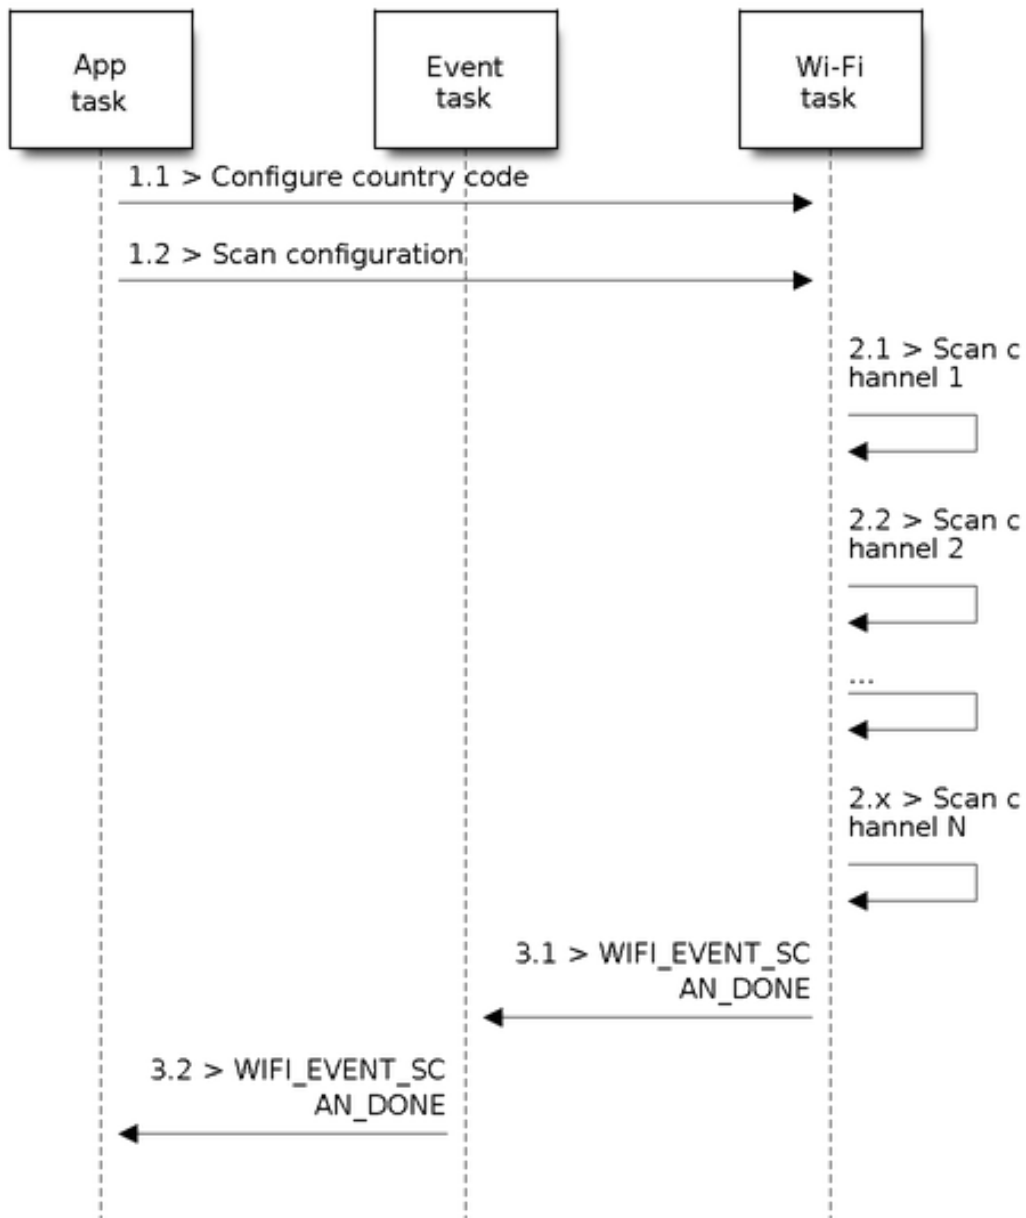 App
task
Event
task
Wi-Fi
task
1.1 > Configure country code
1.2 > Scan configuration
2.1 > Scan c
hannel 1
2.2 > Scan c
hannel 2
...
2.x > Scan c
hannel N
3.1 > WIFI_EVENT_SC
AN_DONE
3.2 > WIFI_EVENT_SC
AN_DONE